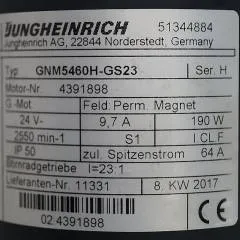 JUNGHEINRICH 51344884
Jungheinrich AG, 22844 Norderstedt, Germany
Typ GNM5460H-GS23 Ser. H
Motor-Nr. 4391898
G -Mot Feld: Perm. Magnet
24 V- 9,7 A 190 W
2550 min-1 S1 I.CL F
IP 50 zul. Spitzenstrom 64 A
Stirnradgetriebe I=23.1
Lieferanten-Nr. 11331 8. KW 2017
02 4391898